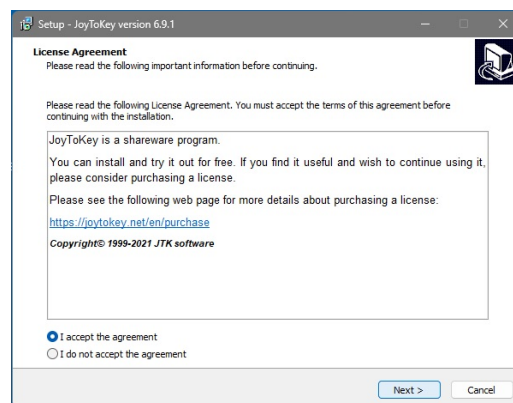 Setup - JoyToKey version 6.9.1
License Agreement
Please read the following important information before continuing.
Please read the following License Agreement. You must accept the terms of this agreement before
continuing with the installation.
JoyToKey is a shareware program.
You can install and try it out for free. If you find it useful and wish to continue using it,
please consider purchasing a license.
Please see the following web page for more details about purchasing a license:
https://joytokey.net/en/purchase
Copyright© 1999-2021 JTK software
I accept the agreement
I do not accept the agreement
Next >
Cancel